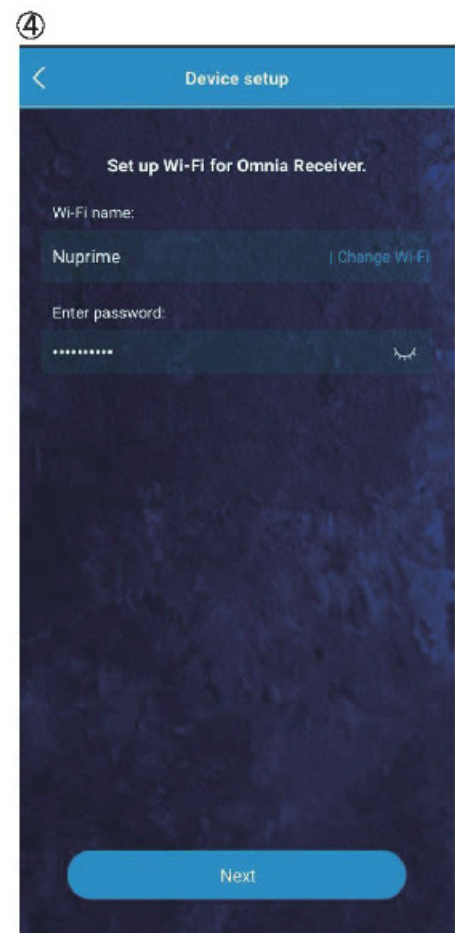 ④
Device setup
Set up Wi-Fi for Omnia Receiver.
Wi-Fi name:
Nuprime | Change Wi-Fi
Enter password:
••••••••••
Next